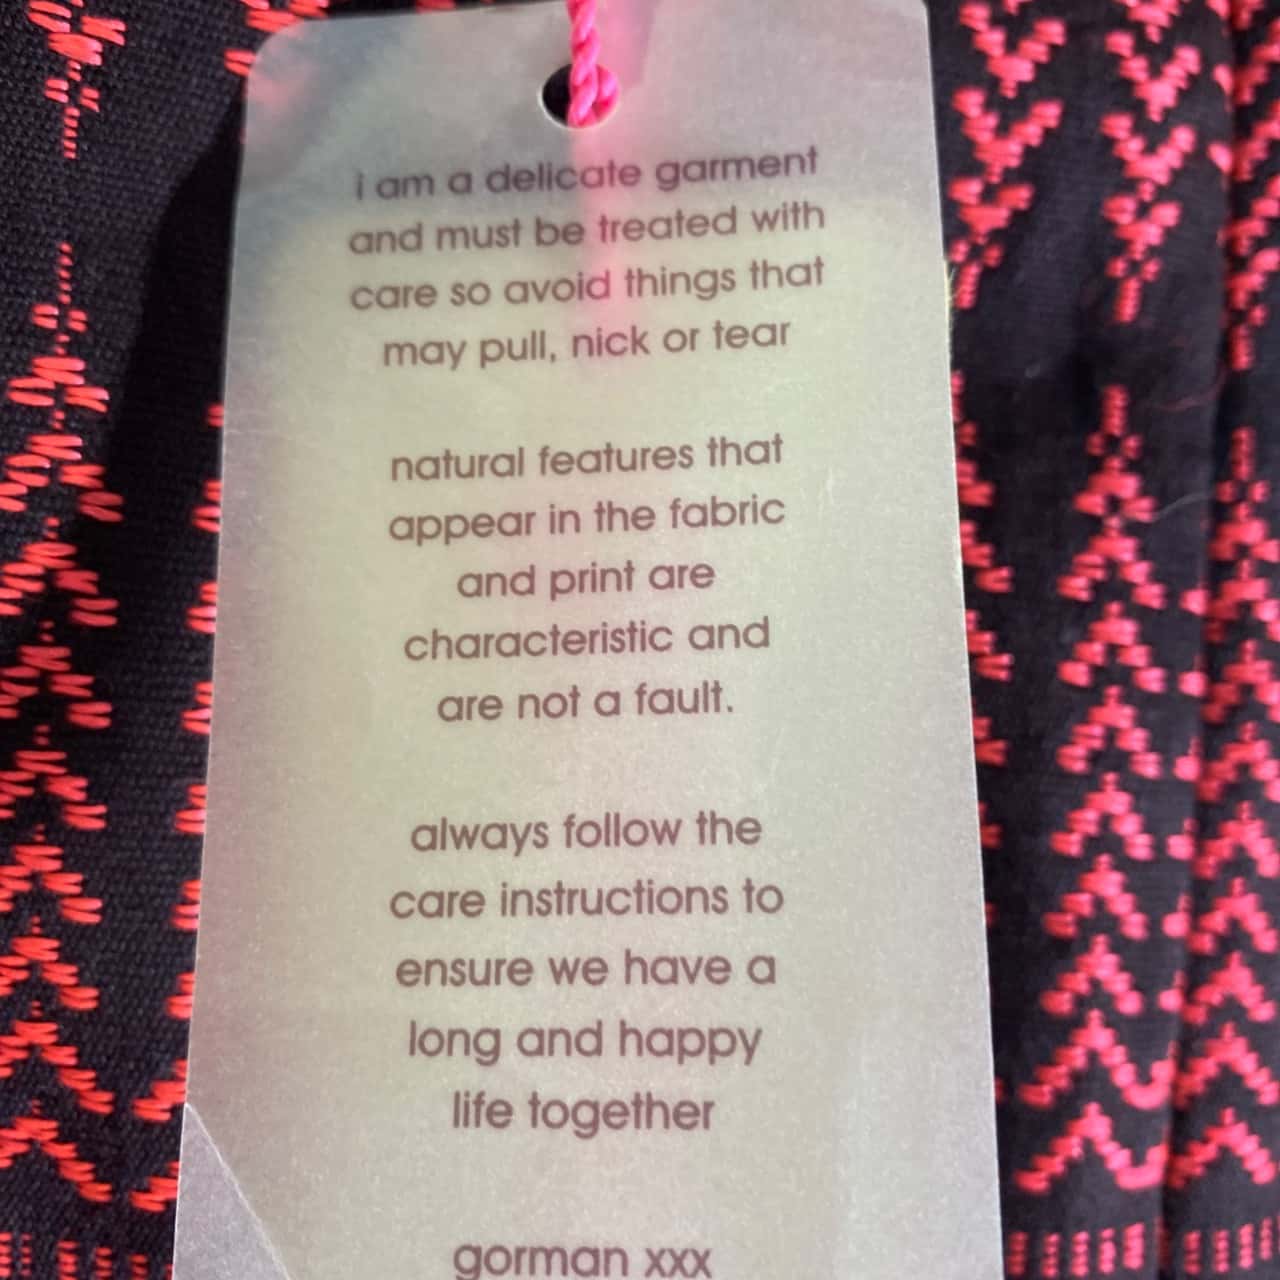 i am a delicate garment
and must be treated with
care so avoid things that
may pull, nick or tear
natural features that
appear in the fabric
and print are
characteristic and
are not a fault.
always follow the
care instructions to
ensure we have a
long and happy
life together
gorman xxx